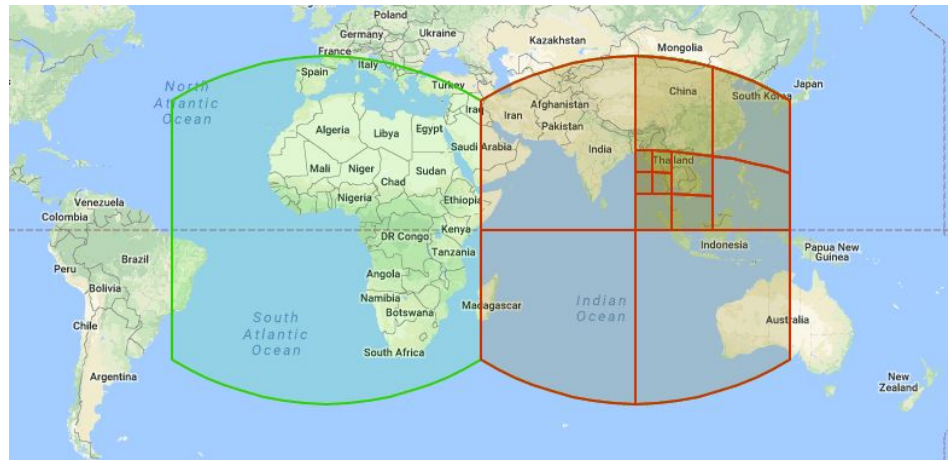 Poland
Germany
Ukraine
France
Kazakhstan
Mongolia
Italy
Spain
Turkey
North
Atlantic
Ocean
Japan
China
South Korea
Iraq
Iran
Afghanistan
Pakistan
Algeria
Libya
Egypt
Saudi Arabia
India
Thailand
Mali
Niger
Chad
Sudan
Nigeria
Ethiopia
Venezuela
Colombia
DR Congo
Kenya
Tanzania
Indonesia
Papua New
Guinea
Brazil
Peru
Bolivia
Angola
Namibia
Botswana
Madagascar
Indian
Ocean
South
Atlantic
Ocean
Chile
South Africa
Australia
Argentina
New
Zealand